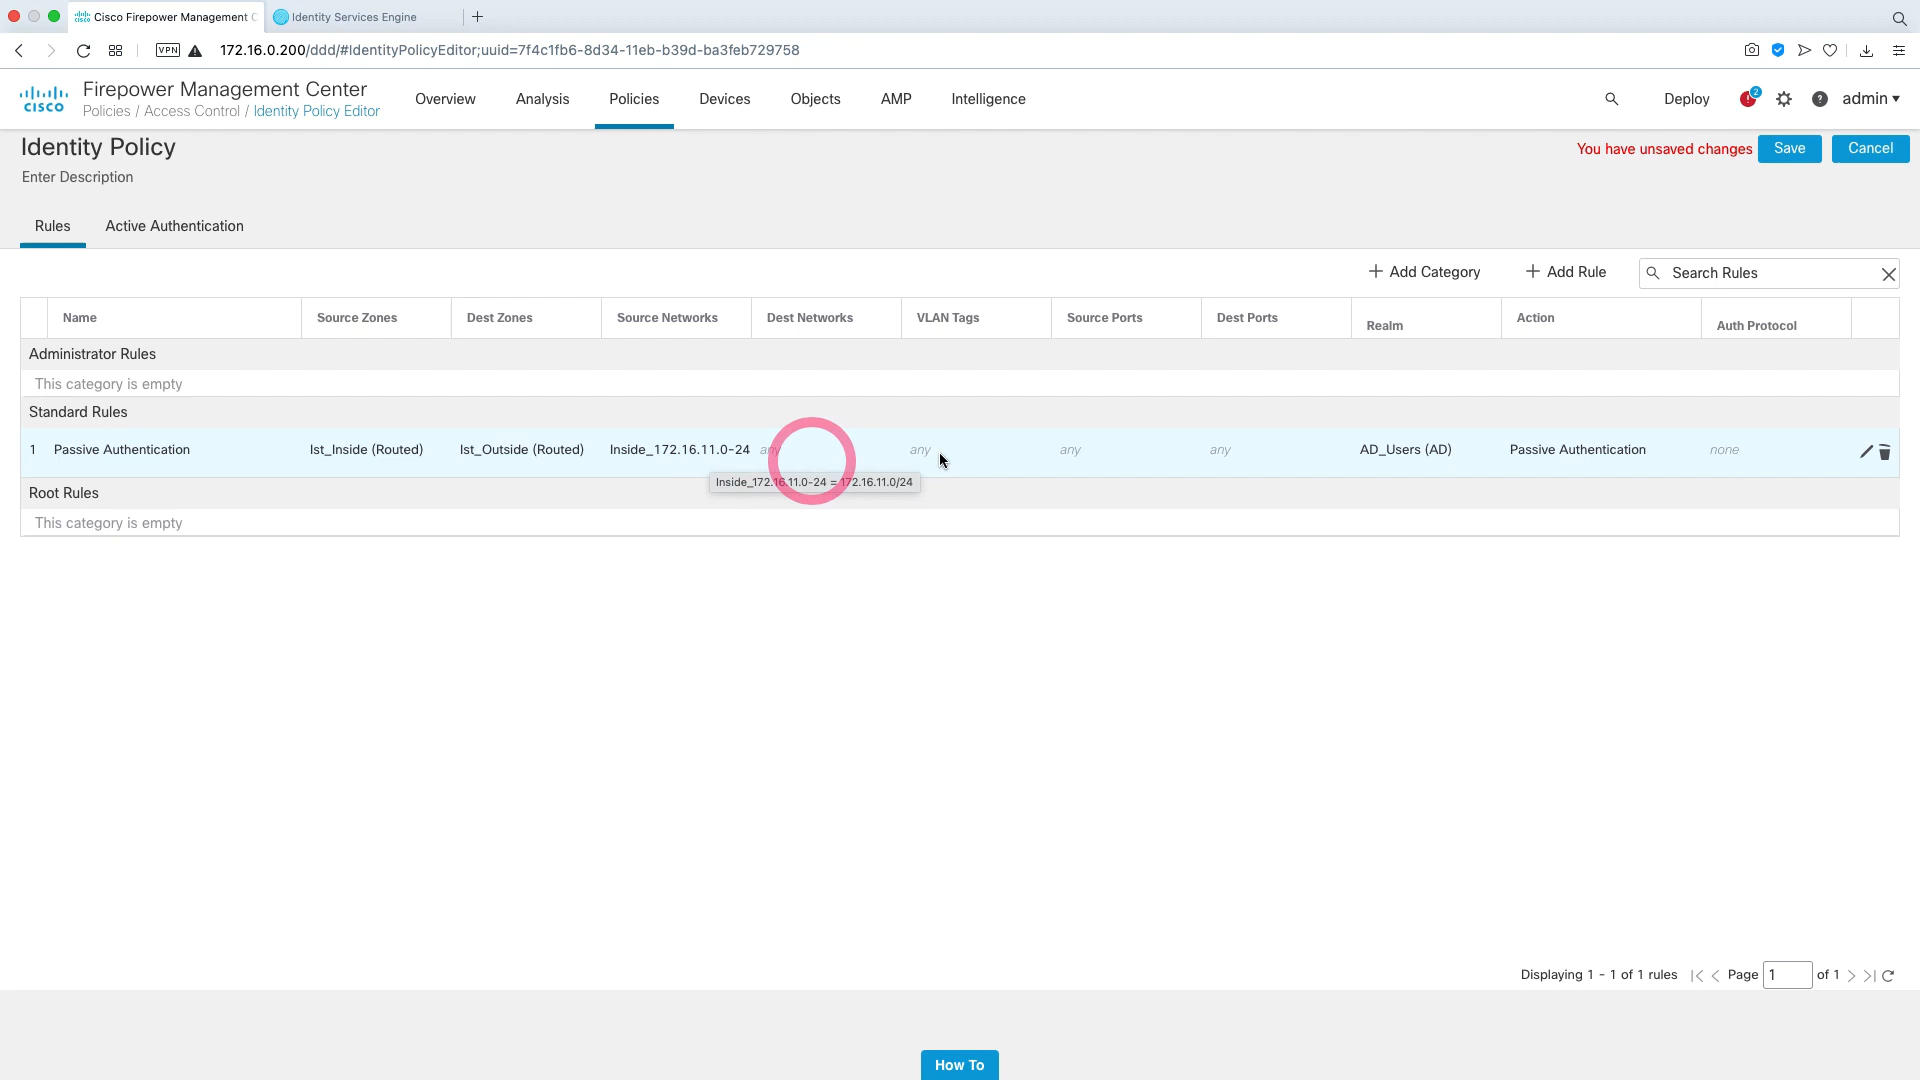 Cisco Firepower Management C
Identity Services Engine
VPN
172.16.0.200/ddd/#IdentityPolicyEditor;uuid=7f4c1fb6-8d34-11eb-b39d-ba3feb729758
CISCO
Firepower Management Center
Policies / Access Control / Identity Policy Editor
Overview
Analysis
Policies
Devices
Objects
AMP
Intelligence
Deploy
2
admin
Identity Policy
You have unsaved changes
Save
Cancel
Enter Description
Rules
Active Authentication
Add Category
Add Rule
Search Rules
Name
Source Zones
Dest Zones
Source Networks
Dest Networks
VLAN Tags
Source Ports
Dest Ports
Realm
Action
Auth Protocol
Administrator Rules
This category is empty
Standard Rules
1
Passive Authentication
Ist_Inside (Routed)
Ist_Outside (Routed)
Inside_172.16.11.0-24
any
any
any
any
AD_Users (AD)
Passive Authentication
none
Inside_172.16.11.0-24 = 172.16.11.0/24
Root Rules
This category is empty
Displaying 1 - 1 of 1 rules
Page 1 of 1
How To